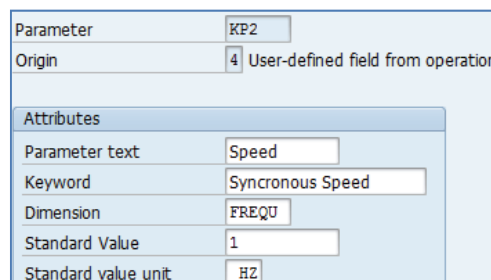 Parameter KP2
Origin 4 User-defined field from operation
Attributes
Parameter text Speed
Keyword Syncronous Speed
Dimension FREQU
Standard Value 1
Standard value unit HZ